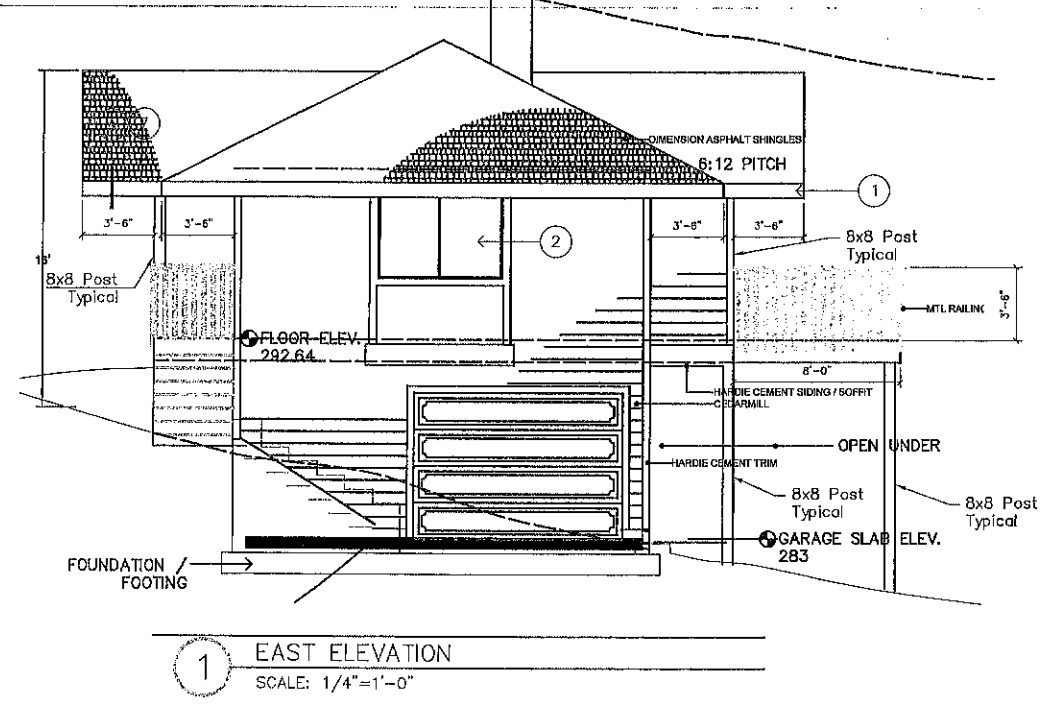 DIMENSION ASPHALT SHINGLES
6:12 PITCH
1
3'-6"
3'-6"
2
3'-6"
3'-6"
8x8 Post
Typical
8x8 Post
Typical
MTL RAILIN
3'-6"
FLOOR ELEV.
292.64
8'-0"
HARDIE CEMENT SIDING / SOFFIT
CEDARMILL
OPEN UNDER
HARDIE CEMENT TRIM
8x8 Post
Typical
8x8 Post
Typical
GARAGE SLAB ELEV.
283
FOUNDATION /
FOOTING
1
EAST ELEVATION
SCALE: 1/4"=1'-0"